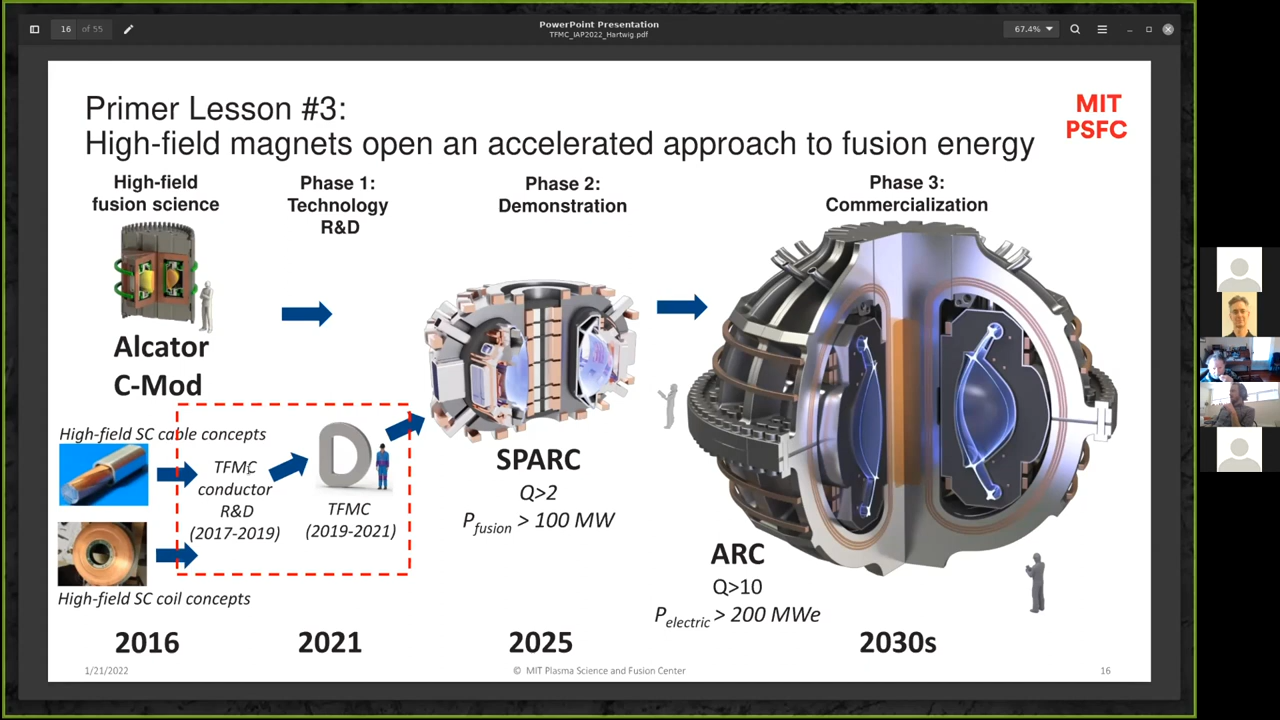 PowerPoint Presentation
TFMC_IAP2022_Hartwig.pdf
16 of 55
67.4%
Primer Lesson #3:
High-field magnets open an accelerated approach to fusion energy
MIT
PSFC
High-field
fusion science
Phase 1:
Technology
R&D
Phase 2:
Demonstration
Phase 3:
Commercialization
Alcator
C-Mod
High-field SC cable concepts
TFMC
conductor
R&D
(2017-2019)
D
TFMC
(2019-2021)
High-field SC coil concepts
SPARC
Q>2
Pfusion > 100 MW
ARC
Q>10
Pelectric > 200 MWe
2016
2021
2025
2030s
1/21/2022
© MIT Plasma Science and Fusion Center
16